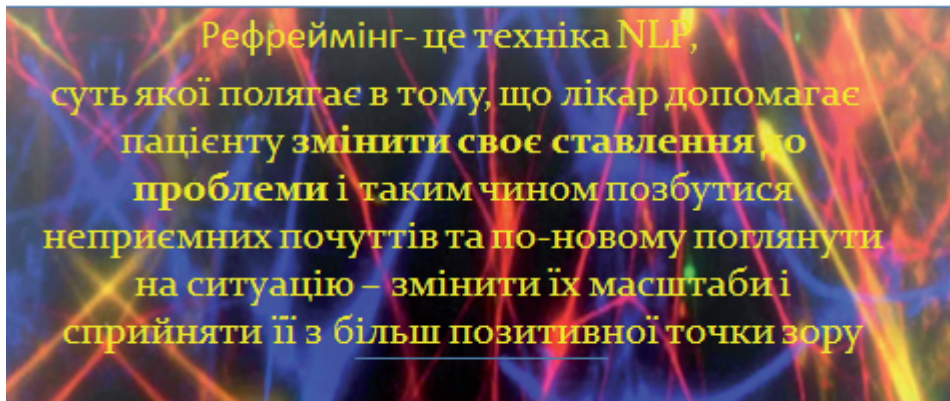 Рефреймінг- це техніка NLP,
суть якої полягає в тому, що лікар допомагає
пацієнту змінити своє ставлення до
проблеми і таким чином позбутися
неприємних почуттів та по-новому поглянути
на ситуацію – змінити їх масштаби і
сприйняти її з більш позитивної точки зору